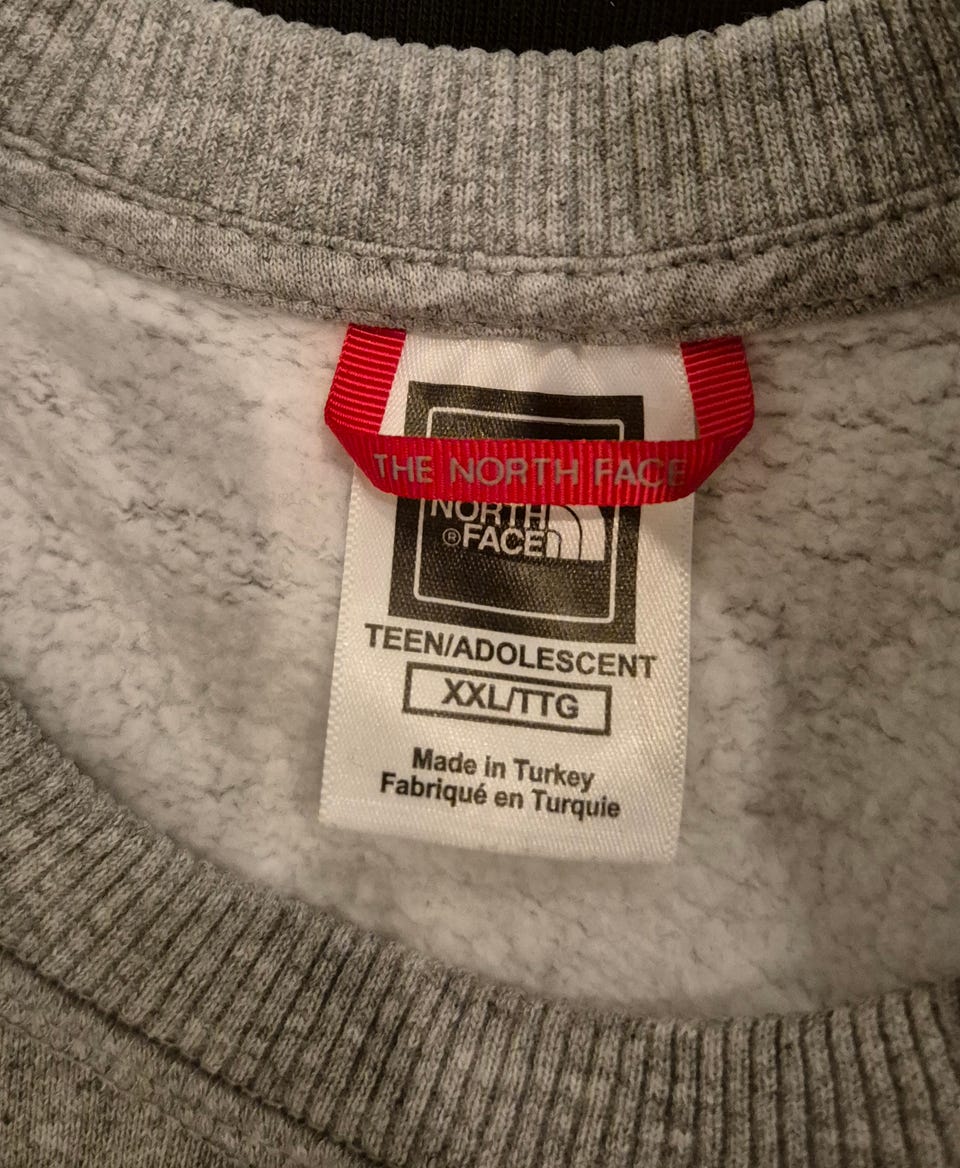 THE NORTH FACE
NORTH
® FACE
TEEN/ADOLESCENT
XXL/TTG
Made in Turkey
Fabriqué en Turquie